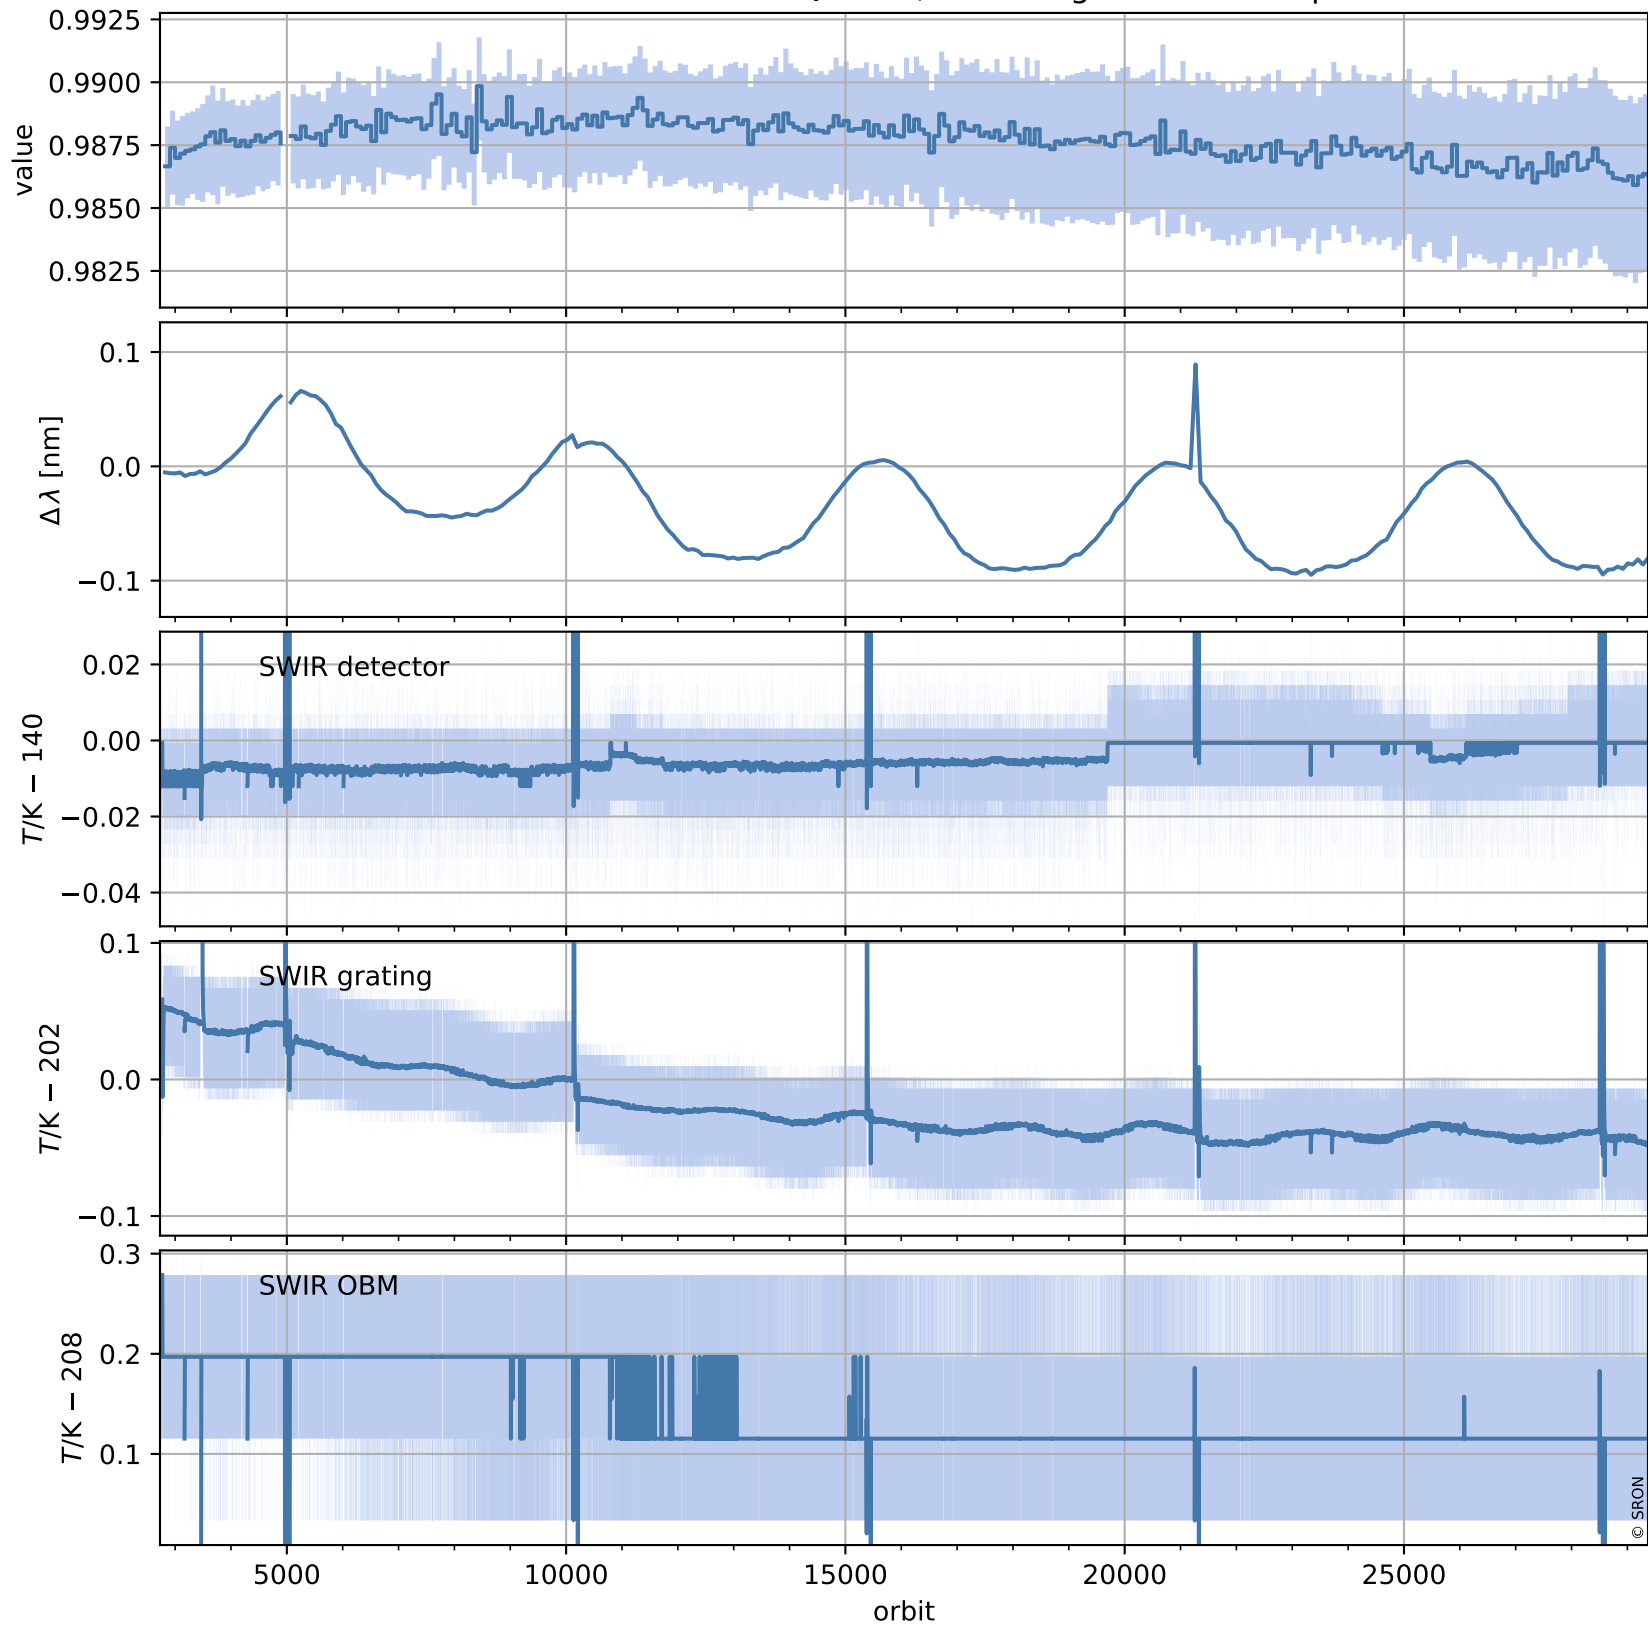 0.9925
0.9900
0.9875
0.9850
0.9825
value
0.1
0.0
−0.1
Δλ [nm]
SWIR detector
0.02
0.00
−0.02
−0.04
T/K − 140
SWIR grating
0.1
0.0
−0.1
T/K − 202
SWIR OBM
0.3
0.2
0.1
T/K − 208
© SRON
5000 10000 15000 20000 25000
orbit